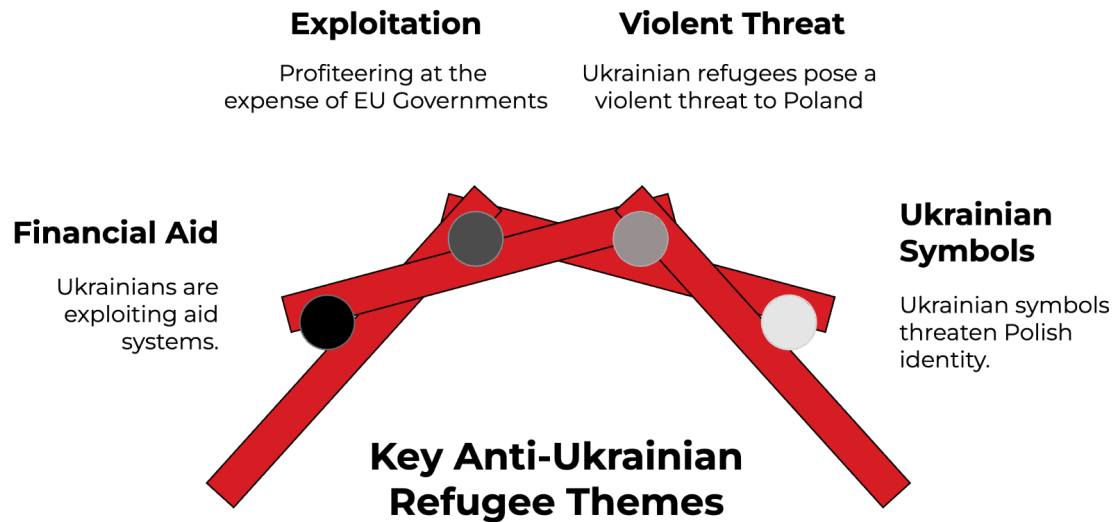 Exploitation
Profiteering at the
expense of EU Governments
Violent Threat
Ukrainian refugees pose a
violent threat to Poland
Financial Aid
Ukrainians are
exploiting aid
systems.
Ukrainian
Symbols
Ukrainian symbols
threaten Polish
identity.
Key Anti-Ukrainian
Refugee Themes